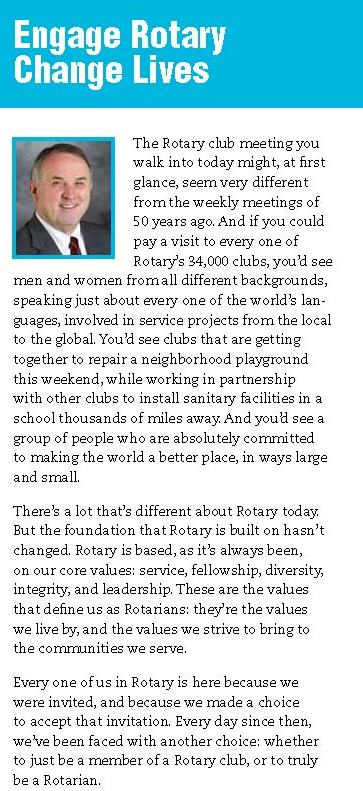 Engage Rotary
Change Lives
The Rotary club meeting you
walk into today might, at first
glance, seem very different
from the weekly meetings of
50 years ago. And if you could
pay a visit to every one of
Rotary's 34,000 clubs, you'd see
men and women from all different backgrounds,
speaking just about every one of the world's lan-
guages, involved in service projects from the local
to the global. You'd see clubs that are getting
together to repair a neighborhood playground
this weekend, while working in partnership
with other clubs to install sanitary facilities in a
school thousands of miles away. And you'd see a
group of people who are absolutely committed
to making the world a better place, in ways large
and small.
There's a lot that's different about Rotary today.
But the foundation that Rotary is built on hasn't
changed. Rotary is based, as it's always been,
on our core values: service, fellowship, diversity,
integrity, and leadership. These are the values
that define us as Rotarians: they're the values
we live by, and the values we strive to bring to
the communities we serve.
Every one of us in Rotary is here because we
were invited, and because we made a choice
to accept that invitation. Every day since then,
we've been faced with another choice: whether
to just be a member of a Rotary club, or to truly
be a Rotarian.